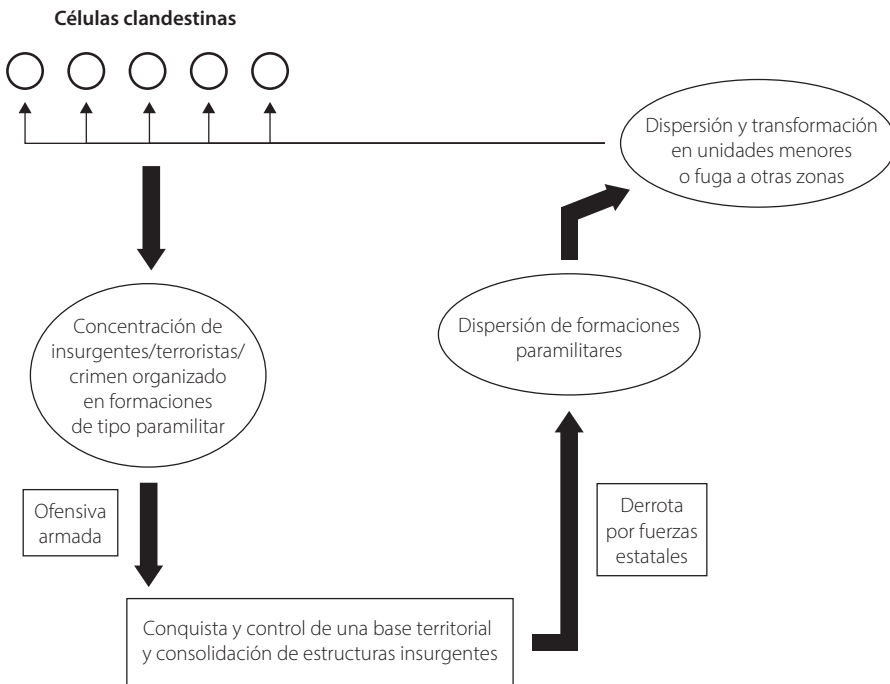 Células clandestinas
Dispersión y transformación
en unidades menores
o fuga a otras zonas
Concentración de
insurgentes/terroristas/
crimen organizado
en formaciones
de tipo paramilitar
Dispersión de formaciones
paramilitares
Ofensiva
armada
Derrota
por fuerzas
estatales
Conquista y control de una base territorial
y consolidación de estructuras insurgentes